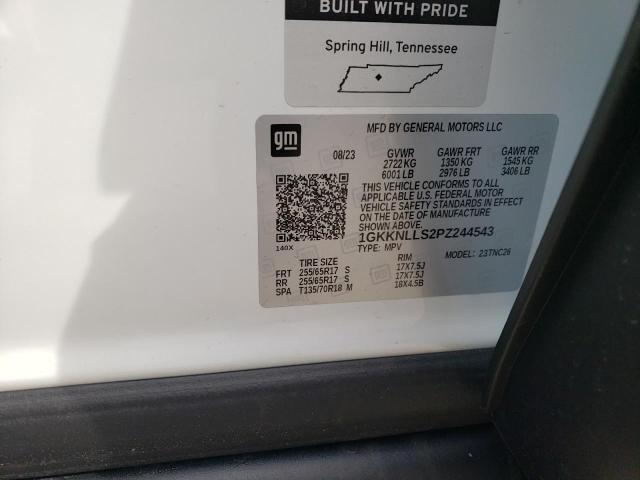 BUILT WITH PRIDE
Spring Hill, Tennessee
gm
MFD BY GENERAL MOTORS LLC
08/23 GVWR GAWR FRT GAWR RR
2722 KG 1350 KG 1545 KG
6001 LB 2976 LB 3406 LB
THIS VEHICLE CONFORMS TO ALL
APPLICABLE U.S. FEDERAL MOTOR
VEHICLE SAFETY STANDARDS IN EFFECT
ON THE DATE OF MANUFACTURE
SHOWN ABOVE.
1GKKNLLS2PZ244543
140X TYPE: MPV MODEL: 23TNC26
TIRE SIZE RIM
FRT 255/65R17 S 17X7.5J
RR 255/65R17 S 17X7.5J
SPA T135/70R18 M 18X4.5B